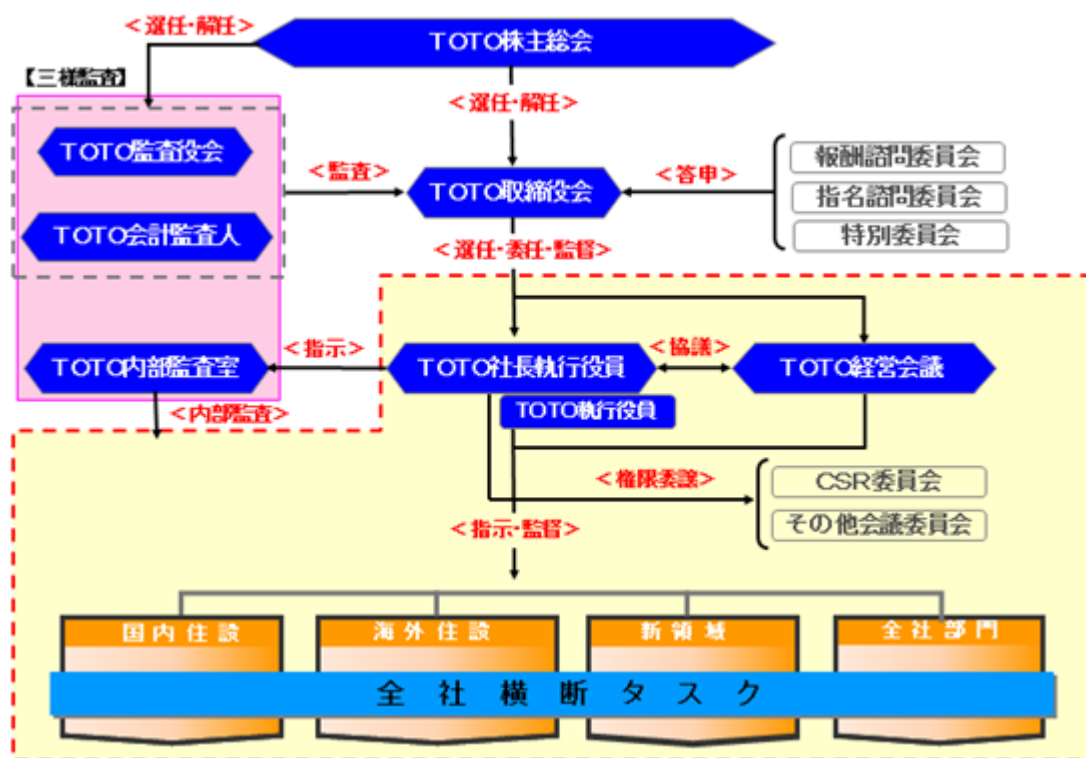 <選任・解任>
TOTO株主総会
【三様監査】
<選任・解任>
TOTO監査役会
<監査>
TOTO取締役会
<答申>
報酬諮問委員会
指名諮問委員会
特別委員会
TOTO会計監査人
<選任・委任・監督>
TOTO内部監査室
<指示>
TOTO社長執行役員
<協議>
TOTO経営会議
TOTO執行役員
<内部監査>
<権限委譲>
CSR委員会
その他会議委員会
<指示・監督>
国内住設
海外住設
新領域
全社部門
全社横断タスク